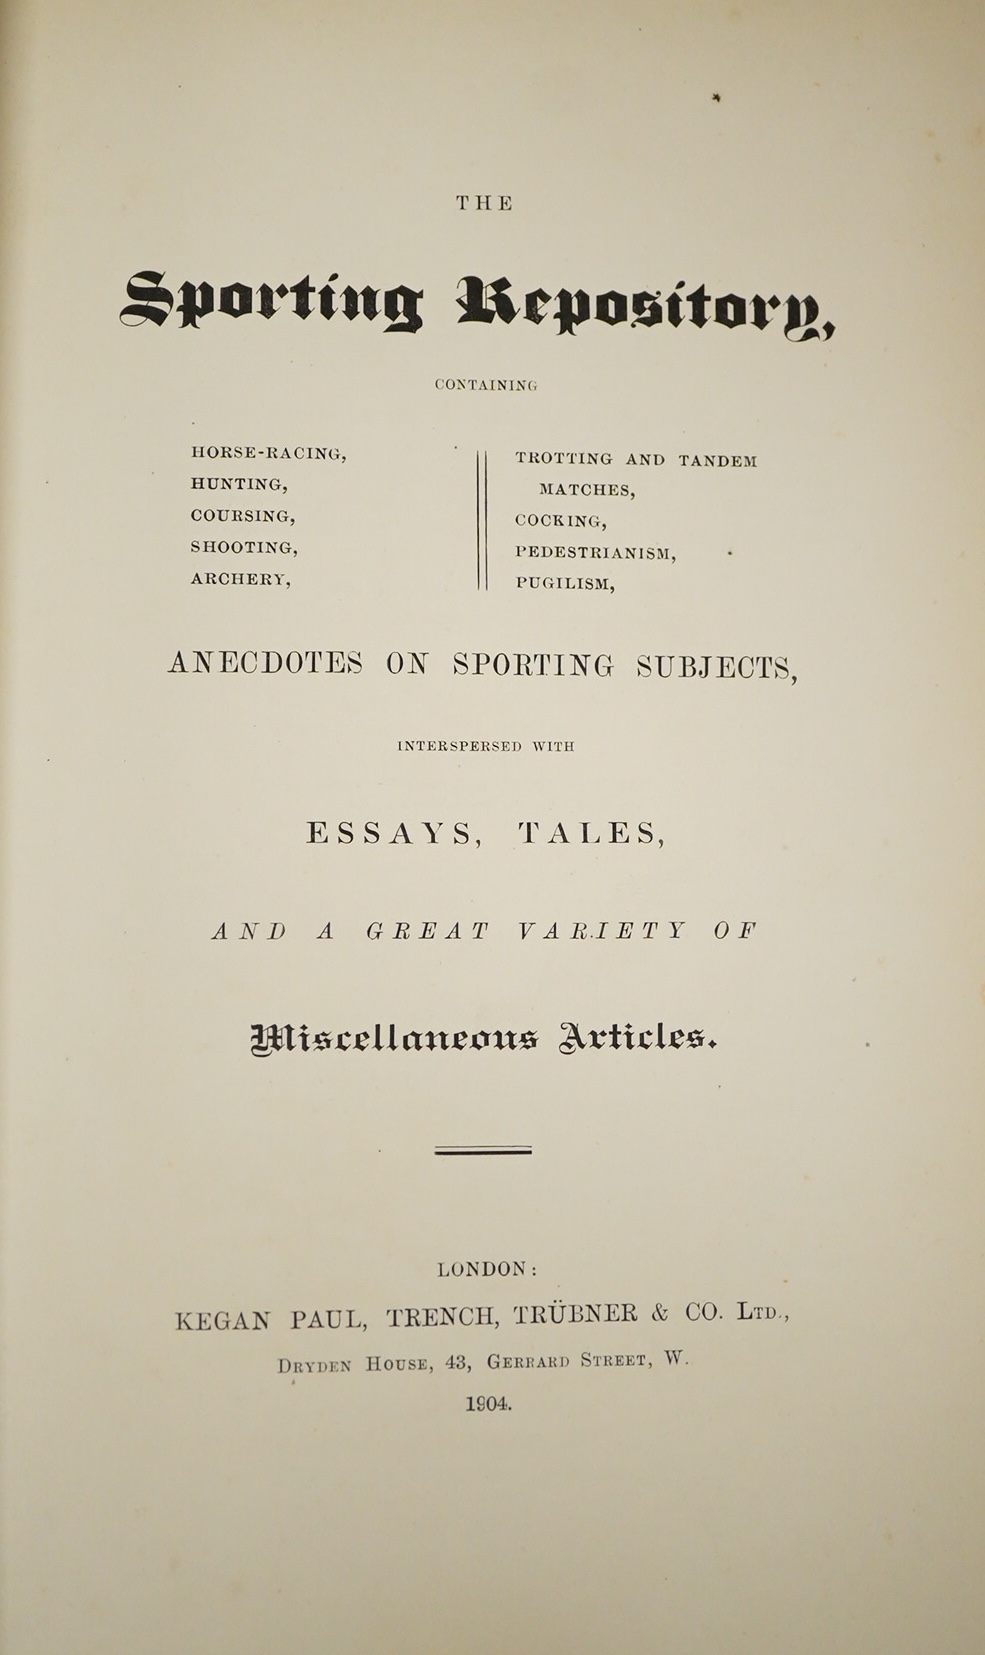 THE
Sporting Repository,
CONTAINING
HORSE-RACING,
HUNTING,
COURSING,
SHOOTING,
ARCHERY,
TROTTING AND TANDEM
MATCHES,
COCKING,
PEDESTRIANISM,
PUGILISM,
ANECDOTES ON SPORTING SUBJECTS,
INTERSPERSED WITH
ESSAYS, TALES,
AND A GREAT VARIETY OF
Miscellaneous Articles.
LONDON:
KEGAN PAUL, TRENCH, TRÜBNER & CO. LTD.,
DRYDEN HOUSE, 43, GERRARD STREET, W.
1904.